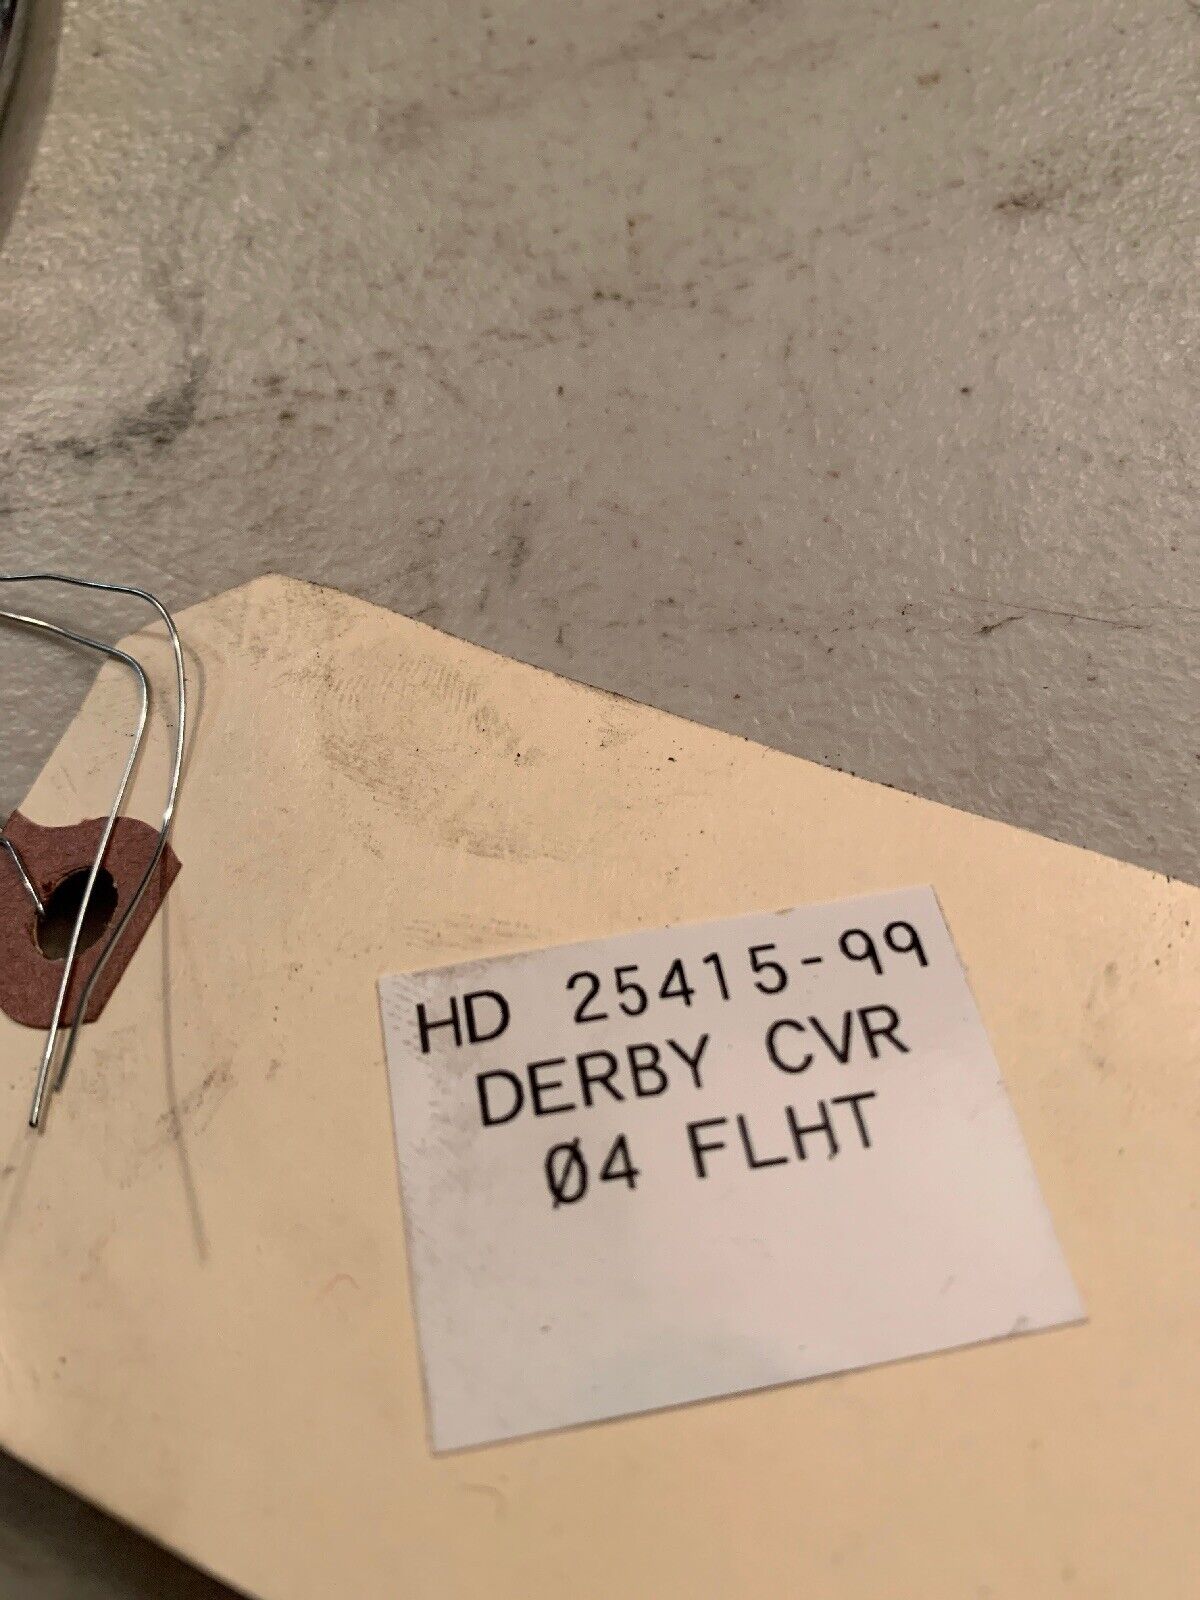 HD 25415-99
DERBY CVR
Ø4 FLHT